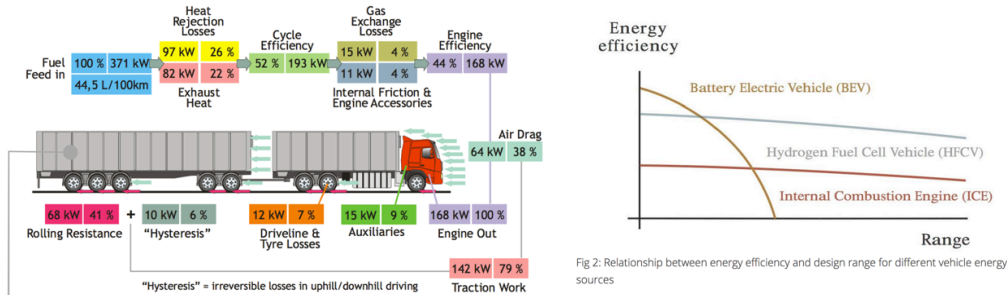 Heat
Rejection
Losses
Gas
Exchange
Losses
Cycle
Efficiency
Engine
Efficiency
Fuel
Feed in
100 % 371 kW
44,5 L/100km
97 kW 26 %
82 kW 22 %
Exhaust
Heat
52 % 193 kW
15 kW 4 %
11 kW 4 %
Internal Friction &
Engine Accessories
44 % 168 kW
Air Drag
64 kW 38 %
68 kW 41 %
Rolling Resistance
+
10 kW 6 %
“Hysteresis”
12 kW 7 %
Driveline &
Tyre Losses
15 kW 9 %
Auxiliaries
168 kW 100 %
Engine Out
142 kW 79 %
Traction Work
“Hysteresis” = irreversible losses in uphill/downhill driving
Energy
efficiency
Battery Electric Vehicle (BEV)
Hydrogen Fuel Cell Vehicle (HFCV)
Internal Combustion Engine (ICE)
Range
Fig 2: Relationship between energy efficiency and design range for different vehicle energy
sources